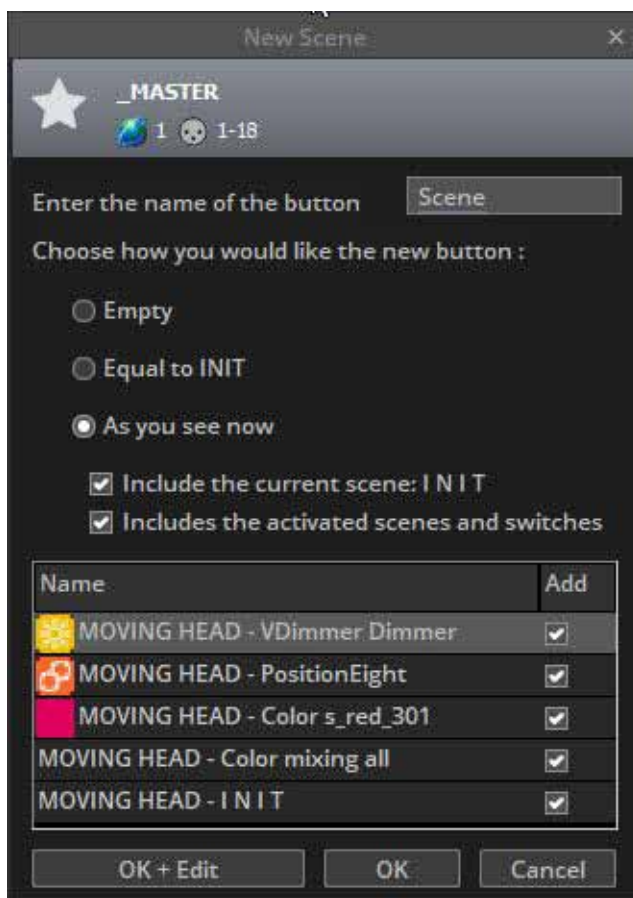 New Scene
_MASTER
1 1-18
Enter the name of the button Scene
Choose how you would like the new button :
Empty
Equal to INIT
As you see now
Include the current scene: I N I T
Includes the activated scenes and switches
Name Add
MOVING HEAD - VDimmer Dimmer
MOVING HEAD - PositionEight
MOVING HEAD - Color s_red_301
MOVING HEAD - Color mixing all
MOVING HEAD - I N I T
OK + Edit OK Cancel